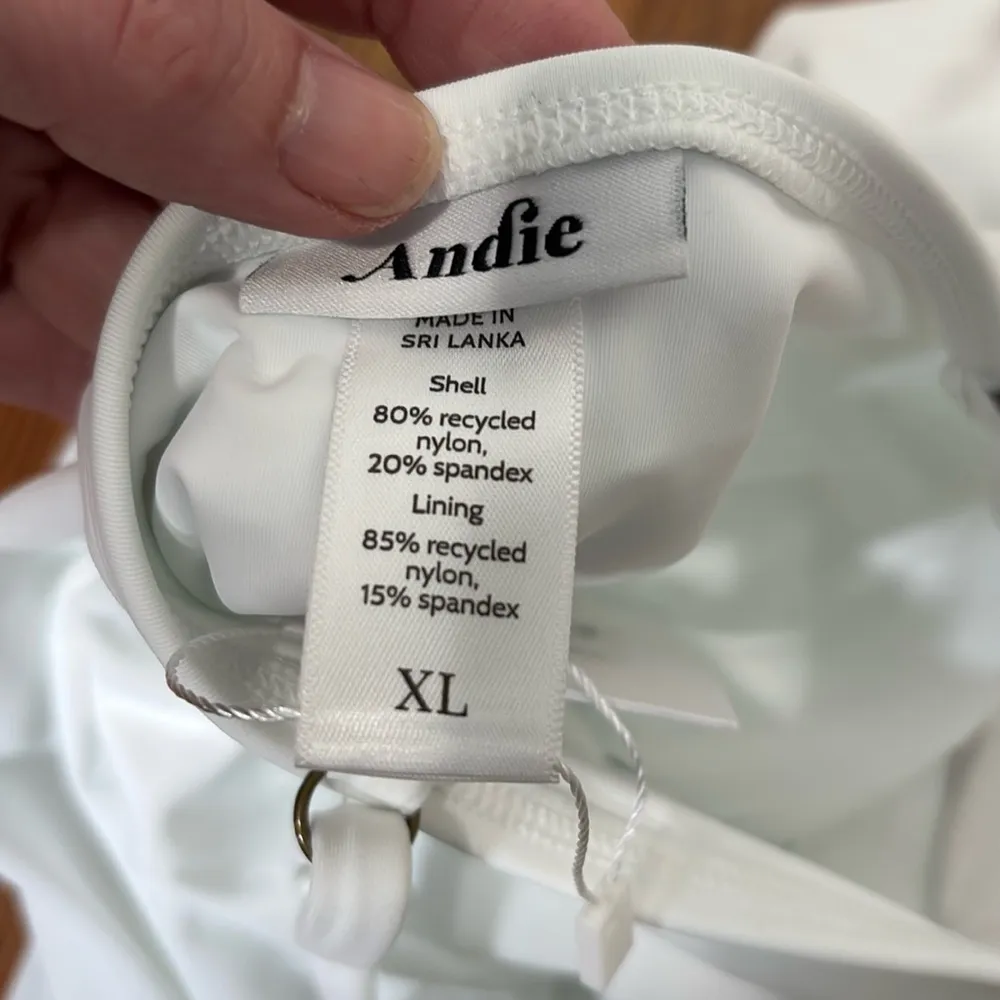 Andie
MADE IN
SRI LANKA
Shell
80% recycled
nylon,
20% spandex
Lining
85% recycled
nylon,
15% spandex
XL